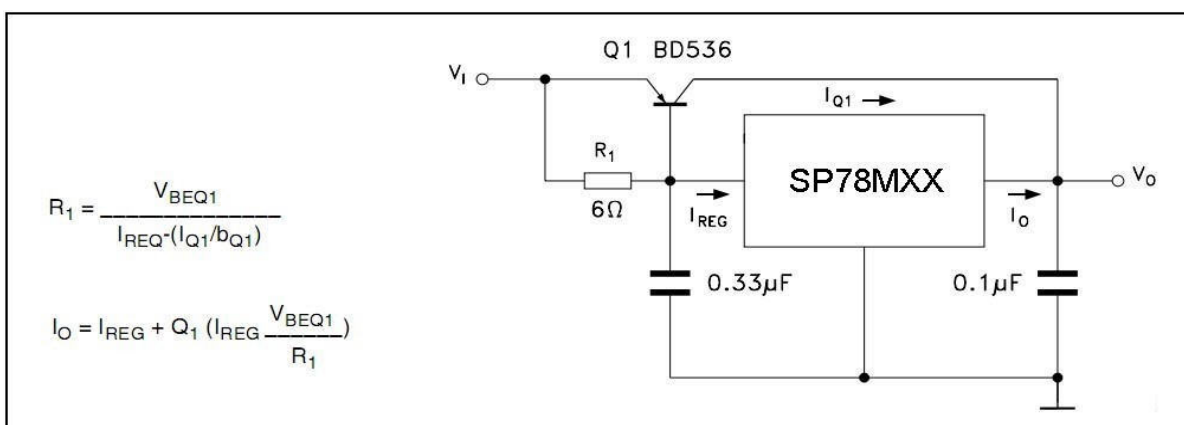 Q1 BD536
VI
IQ1
R1
SP78MXX
VO
6Ω
IREG
IO
R1 = VBEQ1
IREQ-(IQ1/bQ1)
0.33µF
0.1µF
IO = IREG + Q1 (IREG VBEQ1)
R1